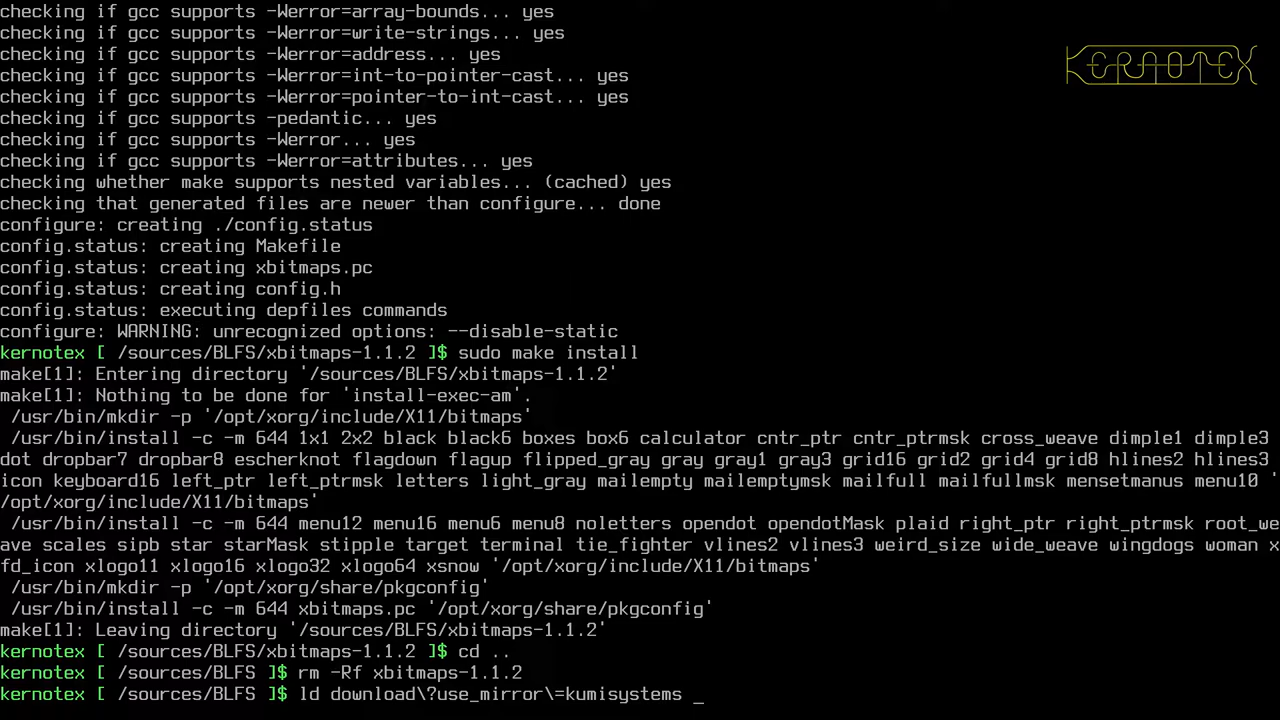 checking if gcc supports -Werror=array-bounds... yes
checking if gcc supports -Werror=write-strings... yes
checking if gcc supports -Werror=address... yes
checking if gcc supports -Werror=int-to-pointer-cast... yes
checking if gcc supports -Werror=pointer-to-int-cast... yes
checking if gcc supports -pedantic... yes
checking if gcc supports -Werror... yes
checking if gcc supports -Werror=attributes... yes
checking whether make supports nested variables... (cached) yes
checking that generated files are newer than configure... done
configure: creating ./config.status
config.status: creating Makefile
config.status: creating xbitmaps.pc
config.status: creating config.h
config.status: executing depfiles commands
configure: WARNING: unrecognized options: --disable-static
kernotex [ /sources/BLFS/xbitmaps-1.1.2 ]$ sudo make install
make[1]: Entering directory '/sources/BLFS/xbitmaps-1.1.2'
make[1]: Nothing to be done for 'install-exec-am'.
 /usr/bin/mkdir -p '/opt/xorg/include/X11/bitmaps'
 /usr/bin/install -c -m 644 1x1 2x2 black black6 boxes box6 calculator cntr_ptr cntr_ptrmsk cross_weave dimple1 dimple3
dot dropbar7 dropbar8 escherknot flagdown flagup flipped_gray gray gray1 gray3 grid16 grid2 grid4 grid8 hlines2 hlines3
icon keyboard16 left_ptr left_ptrmsk letters light_gray mailempty mailemptymsk mailfull mailfullmsk mensetmanus menu10 '
/opt/xorg/include/X11/bitmaps'
 /usr/bin/install -c -m 644 menu12 menu16 menu6 menu8 noletters opendot opendotMask plaid right_ptr right_ptrmsk root_we
ave scales sipb star starMask stipple target terminal tie_fighter vlines2 vlines3 weird_size wide_weave wingdogs woman x
fd_icon xlogo11 xlogo16 xlogo32 xlogo64 xsnow '/opt/xorg/include/X11/bitmaps'
 /usr/bin/mkdir -p '/opt/xorg/share/pkgconfig'
 /usr/bin/install -c -m 644 xbitmaps.pc '/opt/xorg/share/pkgconfig'
make[1]: Leaving directory '/sources/BLFS/xbitmaps-1.1.2'
kernotex [ /sources/BLFS/xbitmaps-1.1.2 ]$ cd ..
kernotex [ /sources/BLFS ]$ rm -Rf xbitmaps-1.1.2
kernotex [ /sources/BLFS ]$ ld download\?use_mirror\=kumisystems _
KERNOTEX